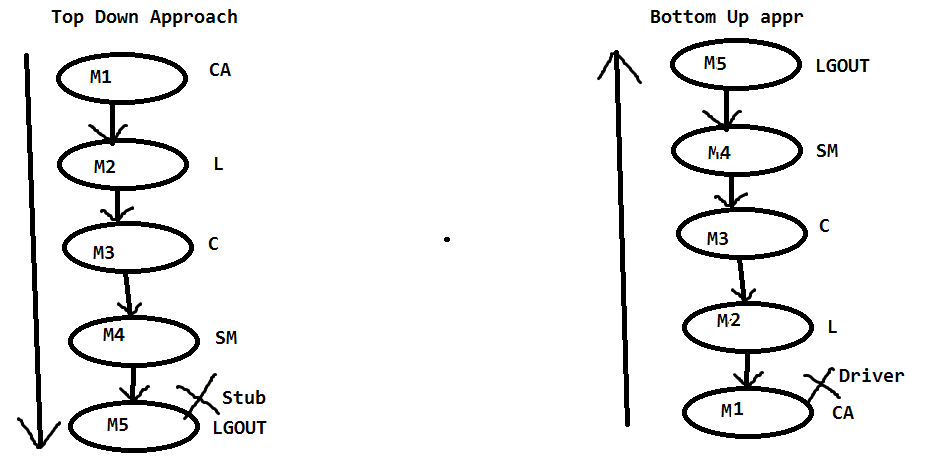 Top Down Approach
M1 CA
M2 L
M3 C
M4 SM
Stub
M5 LGOUT
Bottom Up appr
M5 LGOUT
M4 SM
M3 C
M2 L
Driver
M1 CA